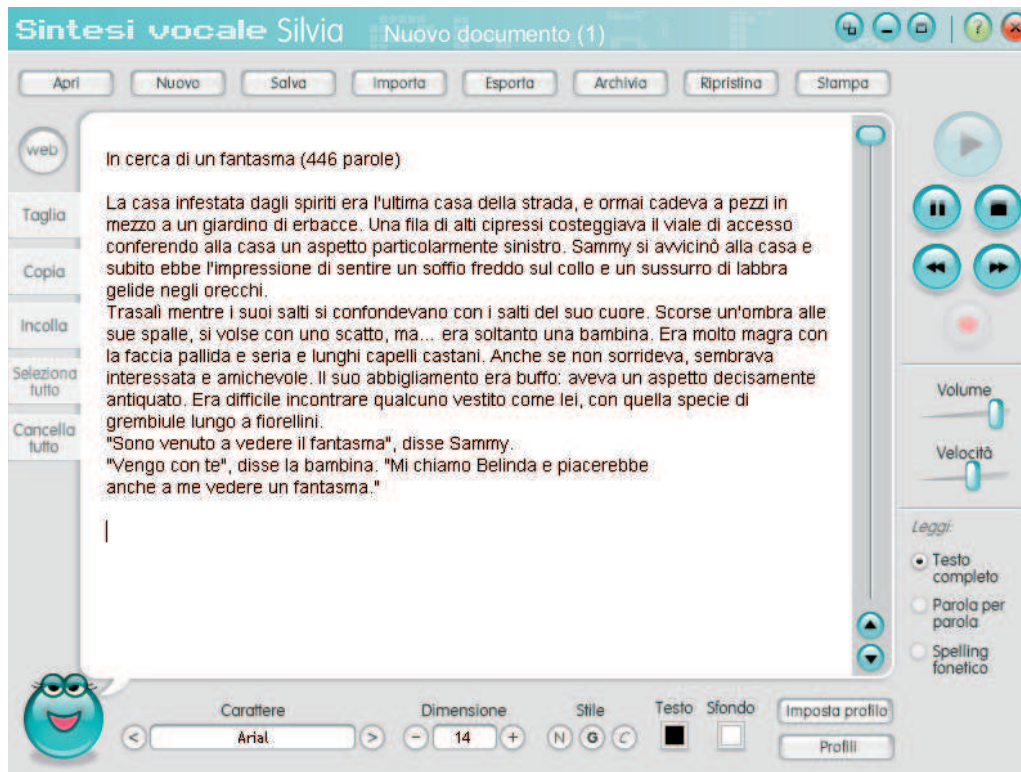 Sintesi vocale Silvia Nuovo documento (1)
?
Apri Nuovo Salva Importa Esporta Archivia Ripristina Stampa
web
Taglia
Copia
Incolla
Seleziona
tutto
Cancella
tutto
In cerca di un fantasma (446 parole)
La casa infestata dagli spiriti era l'ultima casa della strada, e ormai cadeva a pezzi in
mezzo a un giardino di erbacce. Una fila di alti cipressi costeggiava il viale di accesso
conferendo alla casa un aspetto particolarmente sinistro. Sammy si avvicinò alla casa e
subito ebbe l'impressione di sentire un soffio freddo sul collo e un sussurro di labbra
gelide negli orecchi.
Trasalì mentre i suoi salti si confondevano con i salti del suo cuore. Scorse un'ombra alle
sue spalle, si volse con uno scatto, ma... era soltanto una bambina. Era molto magra con
la faccia pallida e seria e lunghi capelli castani. Anche se non sorrideva, sembrava
interessata e amichevole. Il suo abbigliamento era buffo: aveva un aspetto decisamente
antiquato. Era difficile incontrare qualcuno vestito come lei, con quella specie di
grembiule lungo a fiorellini.
"Sono venuto a vedere il fantasma", disse Sammy.
"Vengo con te", disse la bambina. "Mi chiamo Belinda e piacerebbe
anche a me vedere un fantasma."
Volume
Velocità
Leggi:
Testo
completo
Parola per
parola
Spelling
fonetico
Carattere Dimensione Stile Testo Sfondo
< Arial > - 14 + N G C
Imposta profilo
Profili